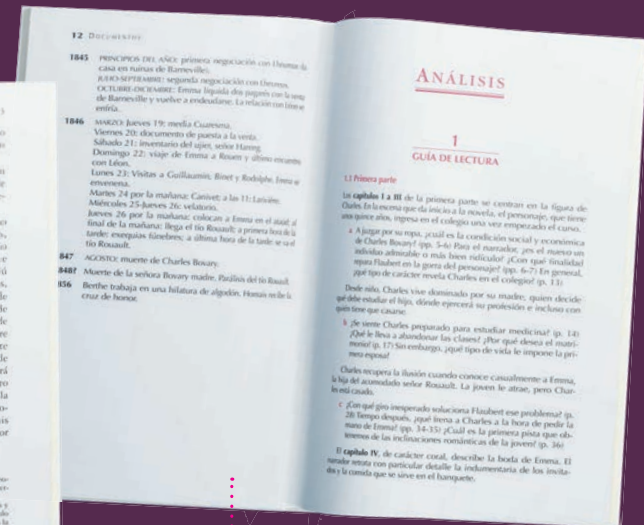 12 DOCUMENTOS
1845 PRINCIPIOS DEL AÑO: primera negociación con Lheureux: la
casa en ruinas de Barneville.
JULIO-SEPTIEMBRE: segunda negociación con Lheureux.
OCTUBRE-DICIEMBRE: Emma liquida dos pagarés con la venta
de Barneville y vuelve a endeudarse. La relación con Léon se
enfría.
1846 MARZO: Jueves 19: media Cuaresma.
Viernes 20: documento de puesta a la venta.
Sábado 21: inventario del ujier, señor Hareng.
Domingo 22: viaje de Emma a Rouen y último encuentro
con Léon.
Lunes 23: Visitas a Guillaumin, Binet y Rodolphe. Emma se
envenena.
Martes 24 por la mañana: Canivet: a las 11: Larivière.
Miércoles 25-Jueves 26: velatorio.
Jueves 26 por la mañana: colocan a Emma en el ataúd; al
final de la mañana: llega el tío Rouault; a primera hora de la
tarde: exequias fúnebres; a última hora de la tarde: se va el
tío Rouault.
847 AGOSTO: muerte de Charles Bovary.
848? Muerte de la señora Bovary madre. Parálisis del tío Rouault.
856 Berthe trabaja en una hilatura de algodón. Homais recibe la
cruz de honor.
ANÁLISIS
1
GUÍA DE LECTURA
1.1 Primera parte
Los capítulos I a III de la primera parte se centran en la figura de
Charles. En la escena que da inicio a la novela, el personaje, que tiene
unos quince años, ingresa en el colegio una vez empezado el curso.
a A juzgar por su ropa, ¿cuál es la condición social y económica
de Charles Bovary? (pp. 5-6) Para el narrador, ¿es el nuevo un
individuo admirable o más bien ridículo? ¿Con qué finalidad
repara Flaubert en la gorra del personaje? (pp. 6-7) En general,
¿qué tipo de carácter revela Charles en el colegio? (p. 13)
Desde niño, Charles vive dominado por su madre, quien decide
qué debe estudiar el hijo, dónde ejercerá su profesión e incluso con
quién tiene que casarse.
b ¿Se siente Charles preparado para estudiar medicina? (p. 14)
¿Qué le lleva a abandonar las clases? ¿Por qué desea el matri-
monio? (p. 17) Sin embargo, ¿qué tipo de vida le impone la pri-
mera esposa?
Charles recupera la ilusión cuando conoce casualmente a Emma,
la hija del acomodado señor Rouault. La joven le atrae, pero Char-
les está casado.
c ¿Con qué giro inesperado soluciona Flaubert ese problema? (p.
28) Tiempo después, ¿qué frena a Charles a la hora de pedir la
mano de Emma? (pp. 34-35) ¿Cuál es la primera pista que ob-
tenemos de las inclinaciones románticas de la joven? (p. 36)
El capítulo IV, de carácter coral, describe la boda de Emma. El
narrador retrata con particular detalle la indumentaria de los invita-
dos y la comida que se sirve en el banquete.